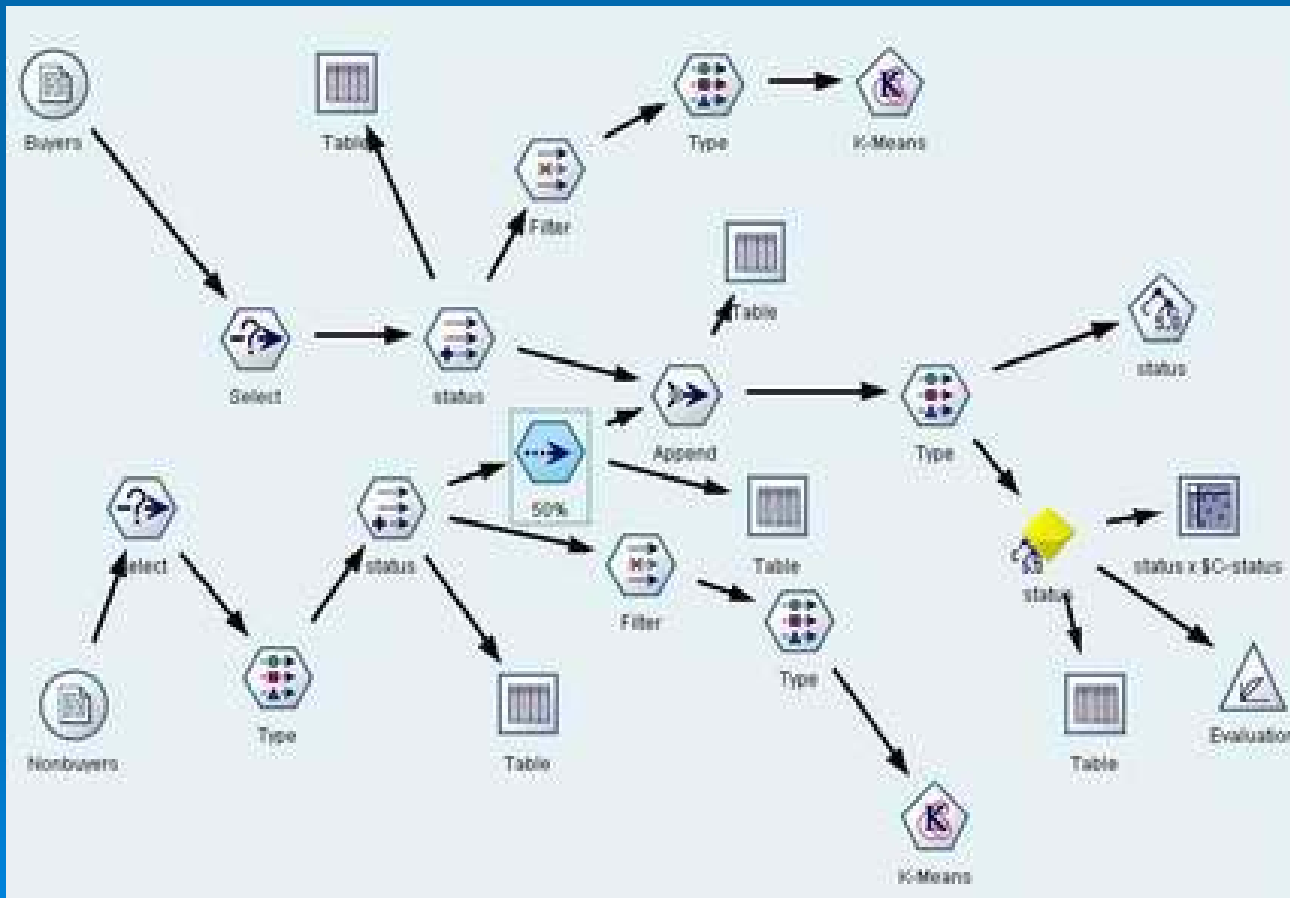 Buyers
Table
Type
K-Means
Filter
Table
Select
status
status
Append
Type
50%
Select
status
Table
status x $C-status
Filter
status
Type
Nonbuyers
Type
Table
Table
Evaluation
K-Means